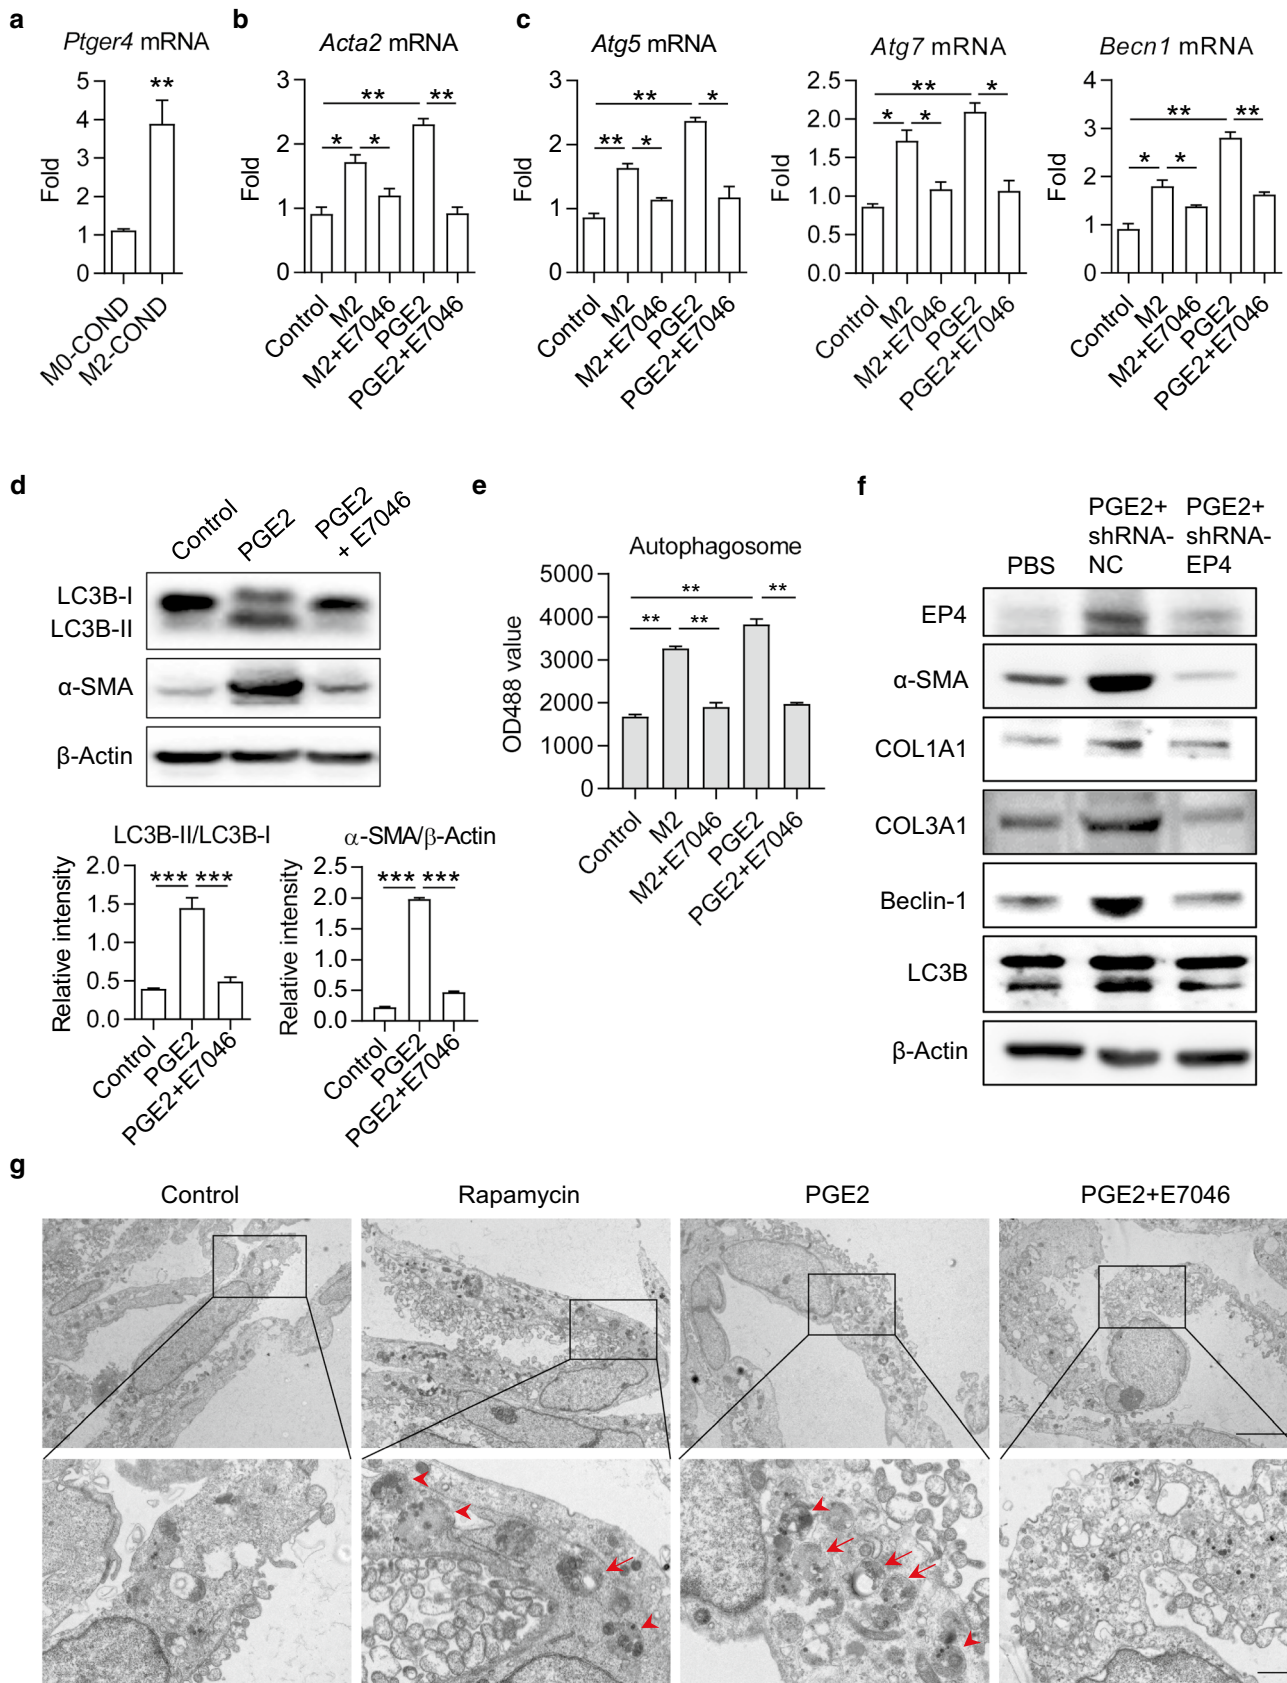 a
Ptger4 mRNA
Fold
5
4
3
2
1
0
**
M0-COND
M2-COND
b
Acta2 mRNA
Fold
3
2
1
0
**
**
*
*
Control
M2
M2+E7046
PGE2
PGE2+E7046
c
Atg5 mRNA
Fold
3
2
1
0
**
*
**
*
Control
M2
M2+E7046
PGE2
PGE2+E7046
Atg7 mRNA
Fold
2.5
2.0
1.5
1.0
0.5
0.0
**
*
*
*
Control
M2
M2+E7046
PGE2
PGE2+E7046
Becn1 mRNA
Fold
4
3
2
1
0
**
**
*
*
Control
M2
M2+E7046
PGE2
PGE2+E7046
d
Control
PGE2
PGE2
+ E7046
LC3B-I
LC3B-II
α-SMA
β-Actin
LC3B-II/LC3B-I
Relative intensity
2.0
1.5
1.0
0.5
0.0
***
***
Control
PGE2
PGE2+E7046
α-SMA/β-Actin
Relative intensity
2.5
2.0
1.5
1.0
0.5
0.0
***
***
Control
PGE2
PGE2+E7046
e
Autophagosome
OD488 value
5000
4000
3000
2000
1000
0
**
**
**
**
Control
M2
M2+E7046
PGE2
PGE2+E7046
f
PBS
PGE2+
shRNA-
NC
PGE2+
shRNA-
EP4
EP4
α-SMA
COL1A1
COL3A1
Beclin-1
LC3B
β-Actin
g
Control
Rapamycin
PGE2
PGE2+E7046